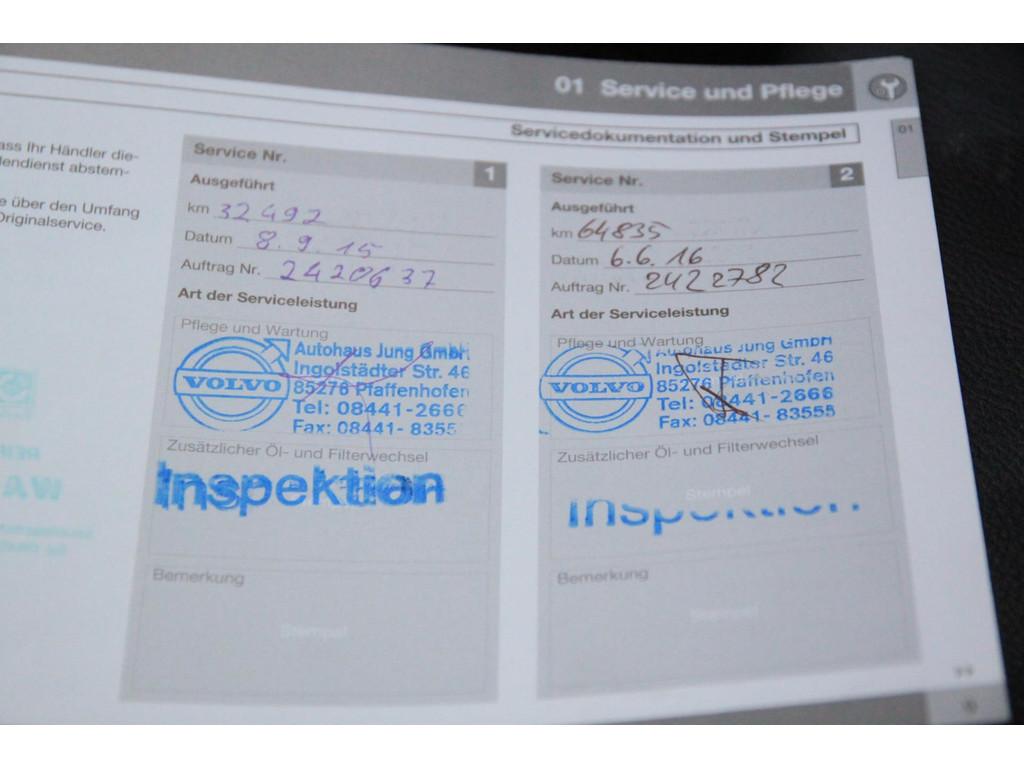 01 Service und Pflege
Servicedokumentation und Stempel
01
ass Ihr Händler die-
dendienst abstem-
e über den Umfang
Originalservice.
Service Nr. 1
Ausgeführt
km 32492
Datum 8.9.15
Auftrag Nr. 2420637
Art der Serviceleistung
Pflege und Wartung
VOLVO
Autohaus Jung GmbH
Ingolstädter Str. 46
85276 Pfaffenhofen
Tel: 08441-2666
Fax: 08441- 8355
Zusätzlicher Öl- und Filterwechsel
Inspektion
Bemerkung
Stempel
Service Nr. 2
Ausgeführt
km 64835
Datum 6.6.16
Auftrag Nr. 2422782
Art der Serviceleistung
Pflege und Wartung
VOLVO
Autohaus Jung GmbH
Ingolstädter Str. 46
85276 Pfaffenhofen
Tel: 08441-2666
Fax: 08441- 83555
Zusätzlicher Öl- und Filterwechsel
Stempel
Inspektion
Bemerkung
Stempel